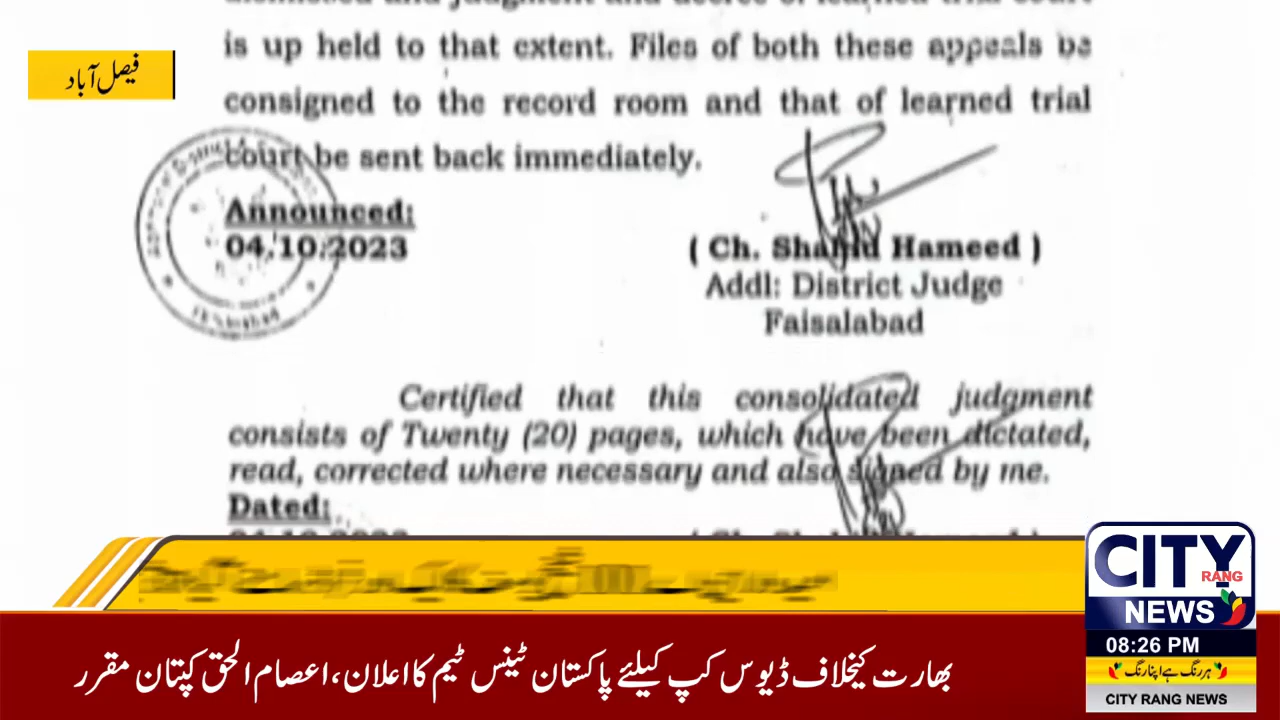 is up held to that extent. Files of both these appeals be
consigned to the record room and that of learned trial
court be sent back immediately.
فیصل آباد
Announced:
04.10.2023
( Ch. Shahid Hameed )
Addl: District Judge
Faisalabad
Certified that this consolidated judgment
consists of Twenty (20) pages, which have been dictated,
read, corrected where necessary and also signed by me.
Dated:
CITY
RANG
NEWS
08:26 PM
ہر رنگ ہے اپنا رنگ
CITY RANG NEWS
بھارت کیخلاف ڈیوس کپ کیلئے پاکستان ٹینس ٹیم کا اعلان، اعصام الحق کپتان مقرر